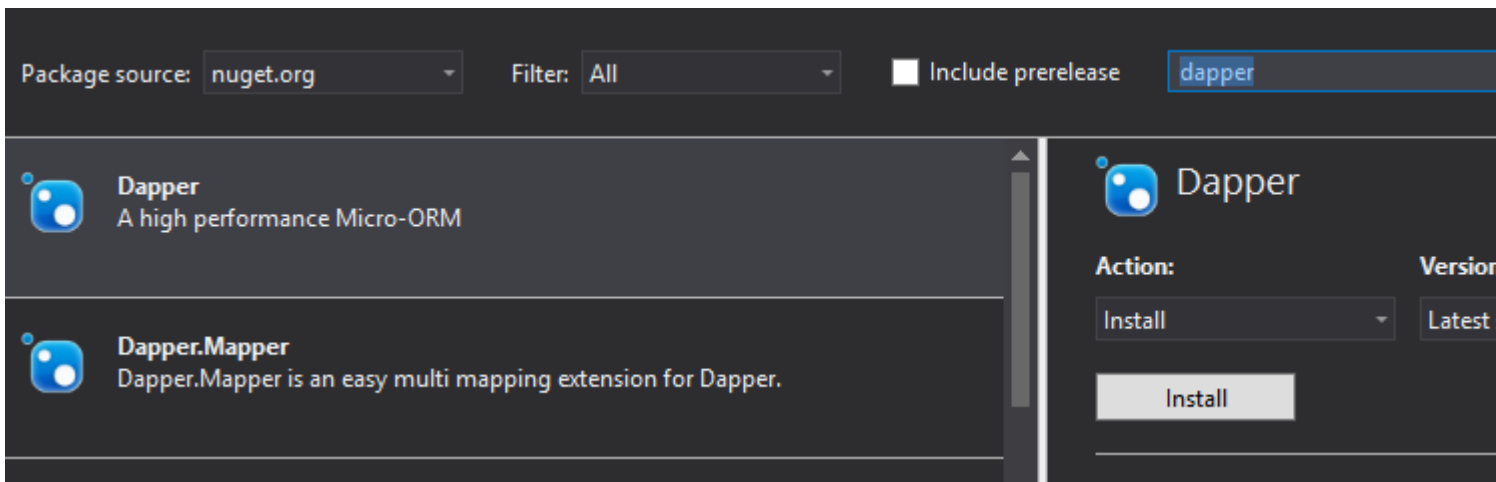 Package source: nuget.org Filter: All Include prerelease dapper
Dapper
A high performance Micro-ORM
Dapper.Mapper
Dapper.Mapper is an easy multi mapping extension for Dapper.
Dapper
Action: Version
Install Latest
Install